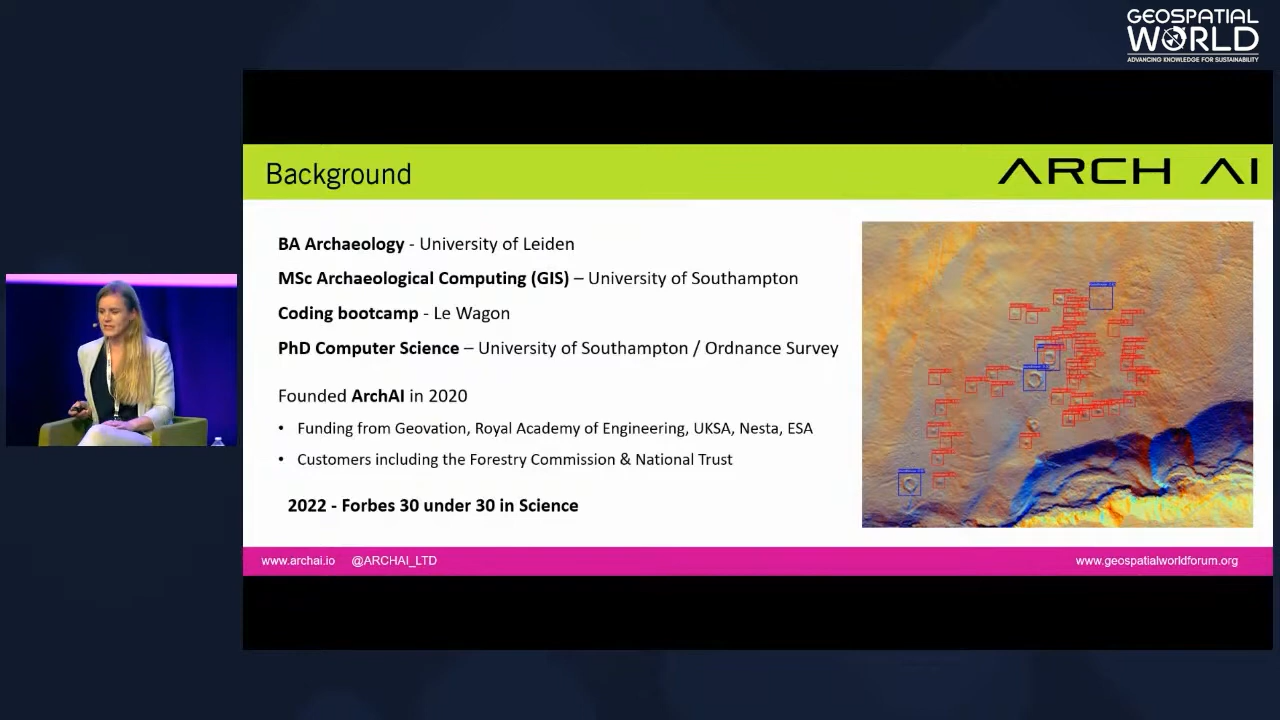 GEOSPATIAL
WORLD
ADVANCING KNOWLEDGE FOR SUSTAINABILITY
Background
ARCH AI
BA Archaeology - University of Leiden
MSc Archaeological Computing (GIS) – University of Southampton
Coding bootcamp - Le Wagon
PhD Computer Science – University of Southampton / Ordnance Survey
Founded ArchAI in 2020
• Funding from Geovation, Royal Academy of Engineering, UKSA, Nesta, ESA
• Customers including the Forestry Commission & National Trust
2022 - Forbes 30 under 30 in Science
www.archai.io @ARCHAI_LTD
www.geospatialworldforum.org